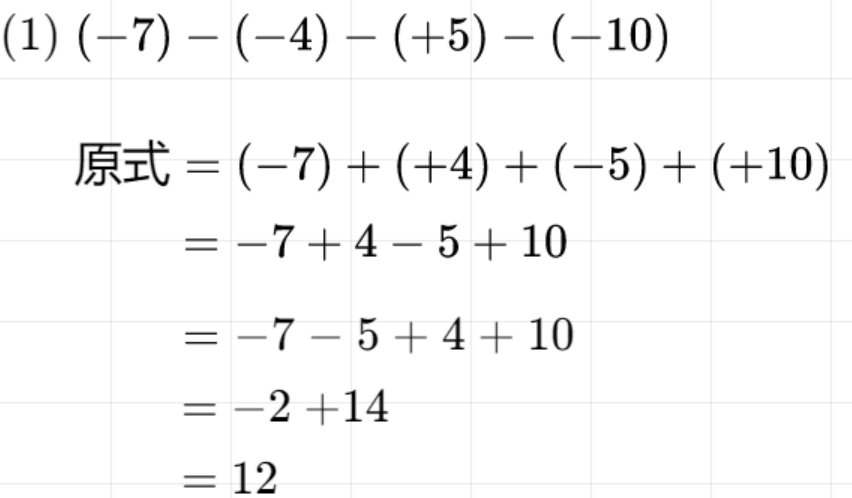 (1) (−7) − (−4) − (+5) − (−10)
原式 = (−7) + (+4) + (−5) + (+10)
= −7 + 4 − 5 + 10
= −7 − 5 + 4 + 10
= −2 +14
= 12